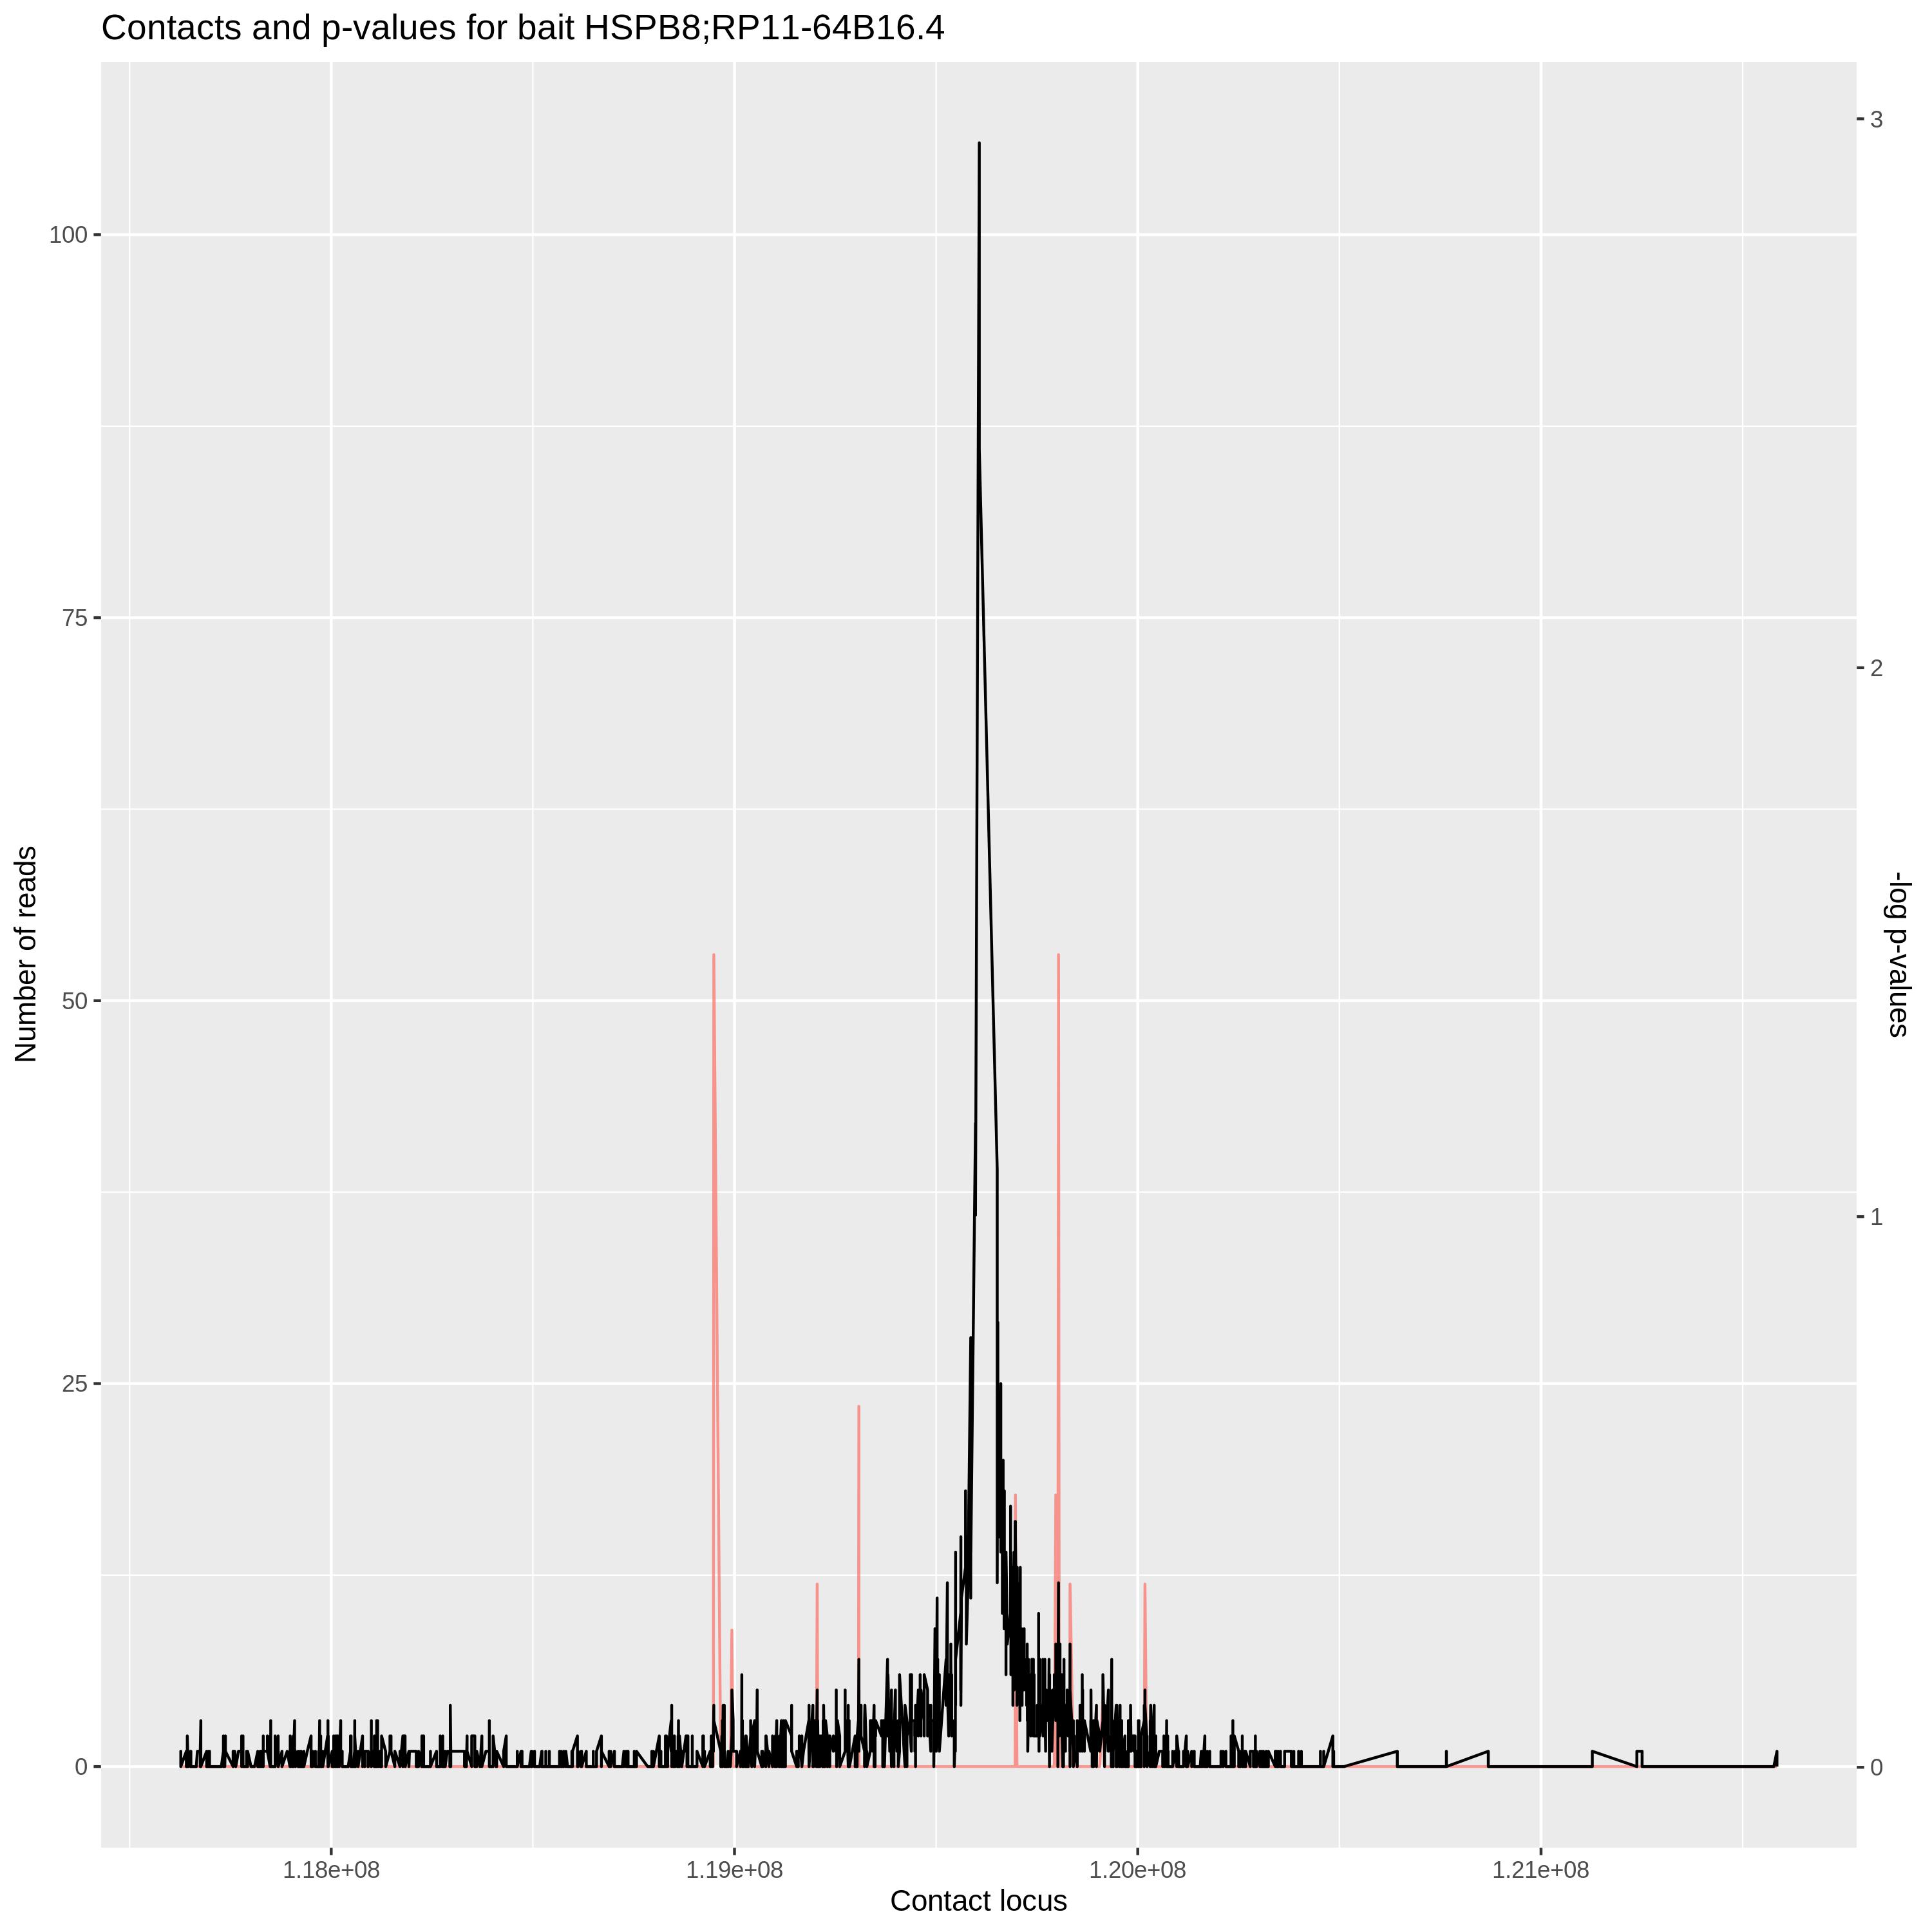 Contacts and p-values for bait HSPB8;RP11-64B16.4
Number of reads
100
75
50
25
0
3
2
1
0
-log p-values
1.18e+08 1.19e+08 1.20e+08 1.21e+08
Contact locus